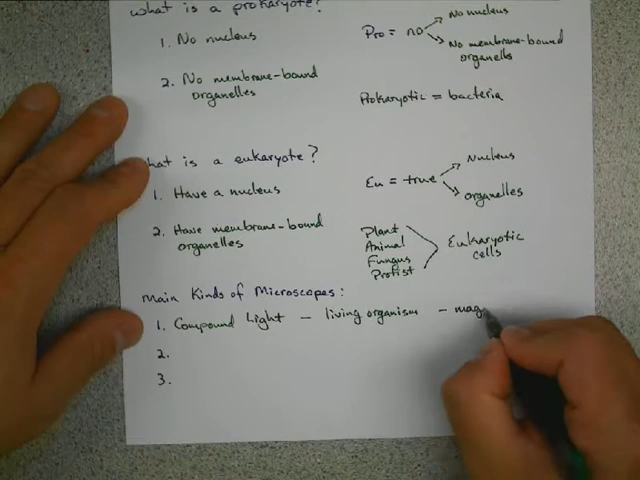 what is a prokaryote?
1. No nucleus
2. No membrane-bound
organelles
Pro = no
No nucleus
No membrane-bound
organelles
Prokaryotic = bacteria
hat is a eukaryote?
1. Have a nucleus
2. Have membrane-bound
organelles
Eu = true
Nucleus
organelles
Plant
Animal
Fungus
Protist
Eukaryotic
cells
Main Kinds of Microscopes:
1. Compound Light – living organism – mag
2.
3.